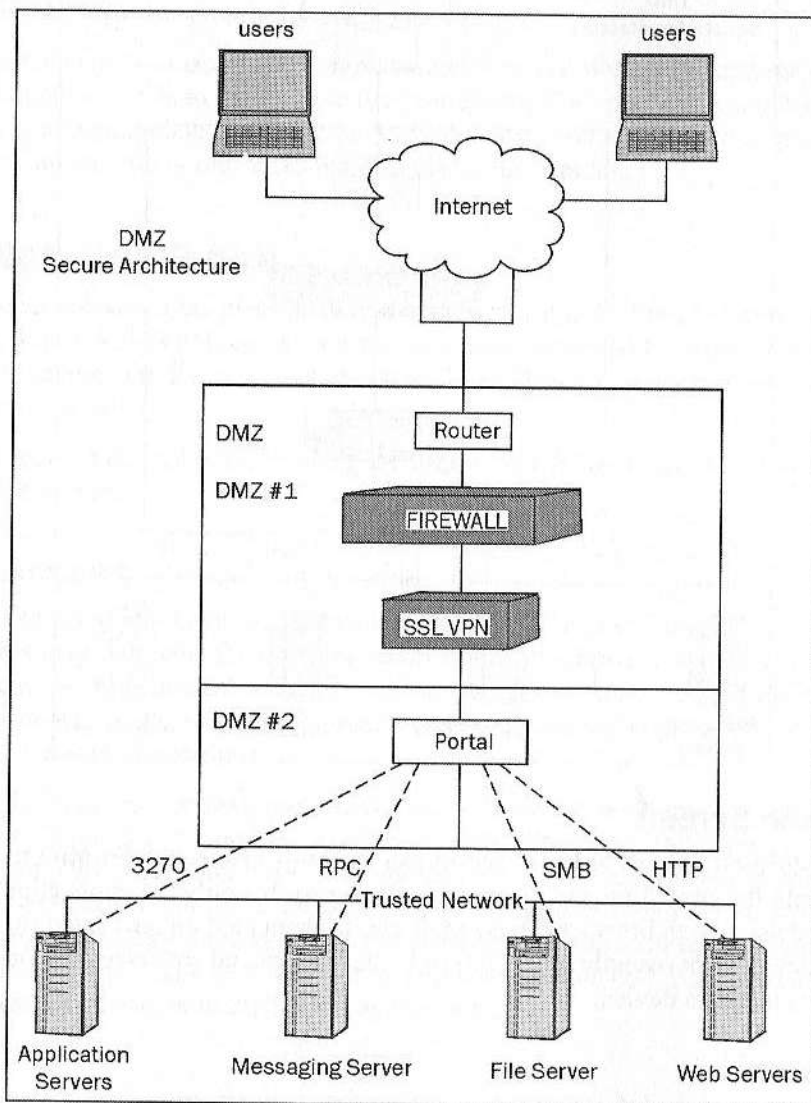 users
users
Internet
DMZ
Secure Architecture
DMZ
Router
DMZ #1
FIREWALL
SSL VPN
DMZ #2
Portal
3270
RPC
SMB
HTTP
Trusted Network
Application
Servers
Messaging Server
File Server
Web Servers